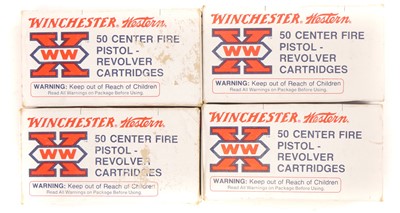 WINCHESTER Western
X
WW
50 CENTER FIRE
PISTOL -
REVOLVER
CARTRIDGES
WARNING: Keep out of Reach of Children
Read All Warnings on Package Before Using.
WINCHESTER Western
X
WW
50 CENTER FIRE
PISTOL -
REVOLVER
CARTRIDGES
WARNING: Keep out of Reach of Children
Read All Warnings on Package Before Using.
WINCHESTER Western
X
WW
50 CENTER FIRE
PISTOL -
REVOLVER
CARTRIDGES
WARNING: Keep out of Reach of Children
Read All Warnings on Package Before Using.
WINCHESTER Western
X
WW
50 CENTER FIRE
PISTOL -
REVOLVER
CARTRIDGES
WARNING: Keep out of Reach of Children
Read All Warnings on Package Before Using.